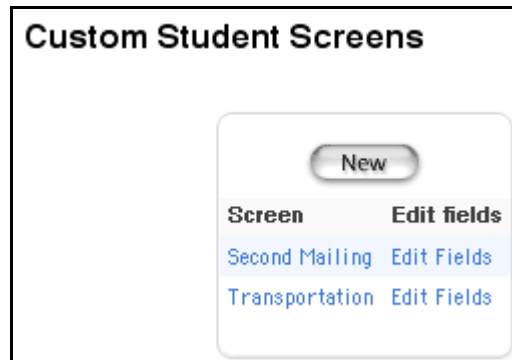 Custom Student Screens
New
Screen Edit fields
Second Mailing Edit Fields
Transportation Edit Fields